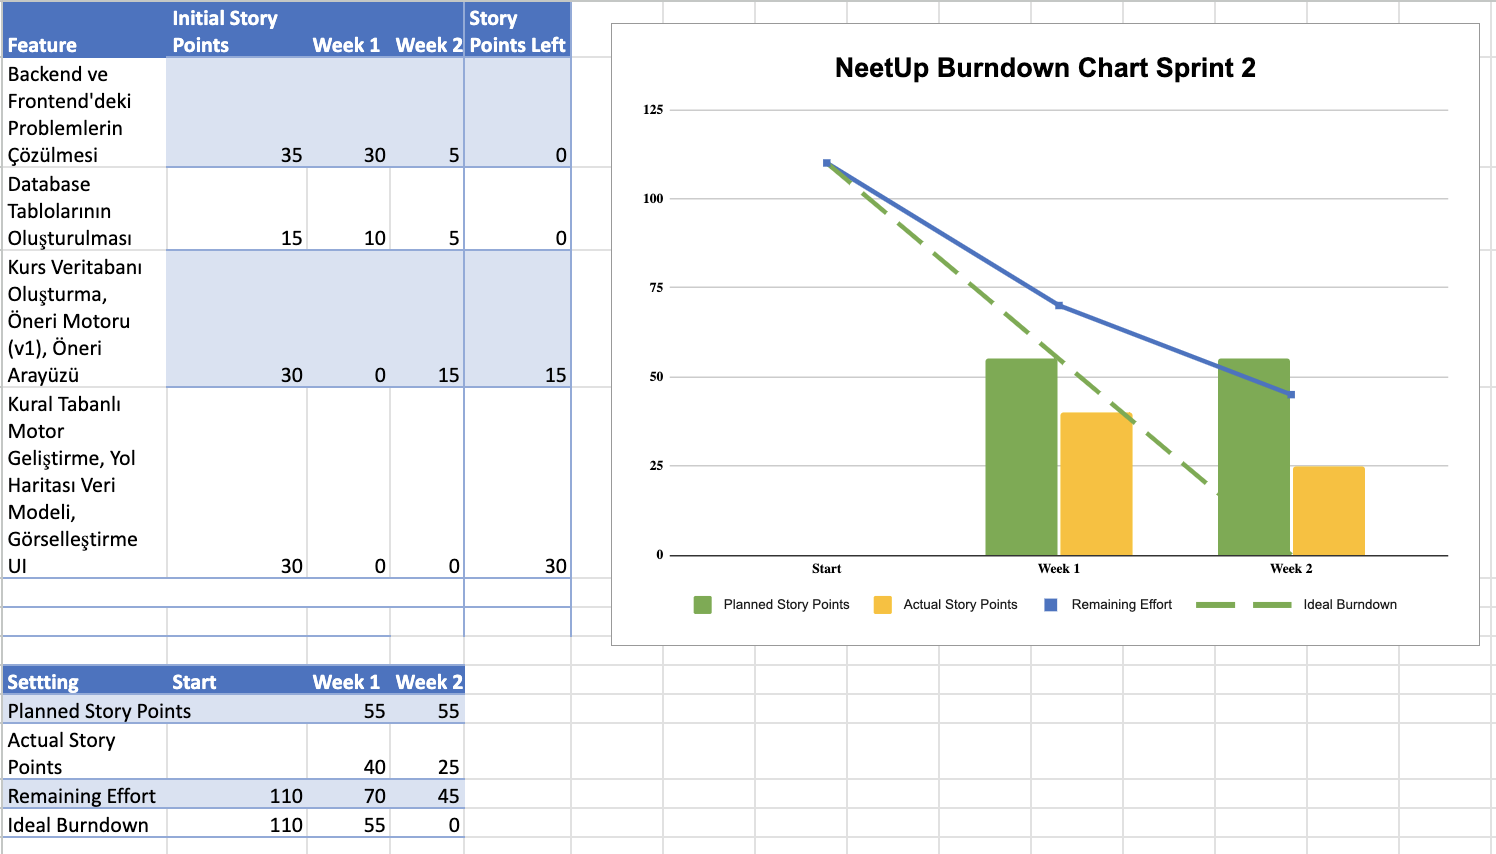 Feature Initial Story Points Week 1 Week 2 Story Points Left
Backend ve
Frontend'deki
Problemlerin
Çözülmesi 35 30 5 0
Database
Tablolarının
Oluşturulması 15 10 5 0
Kurs Veritabanı
Oluşturma,
Öneri Motoru
(v1), Öneri
Arayüzü 30 0 15 15
Kural Tabanlı
Motor
Geliştirme, Yol
Haritası Veri
Modeli,
Görselleştirme
UI 30 0 0 30
Settting Start Week 1 Week 2
Planned Story Points 55 55
Actual Story
Points 40 25
Remaining Effort 110 70 45
Ideal Burndown 110 55 0
NeetUp Burndown Chart Sprint 2
125
100
75
50
25
0
Start Week 1 Week 2
Planned Story Points Actual Story Points Remaining Effort Ideal Burndown